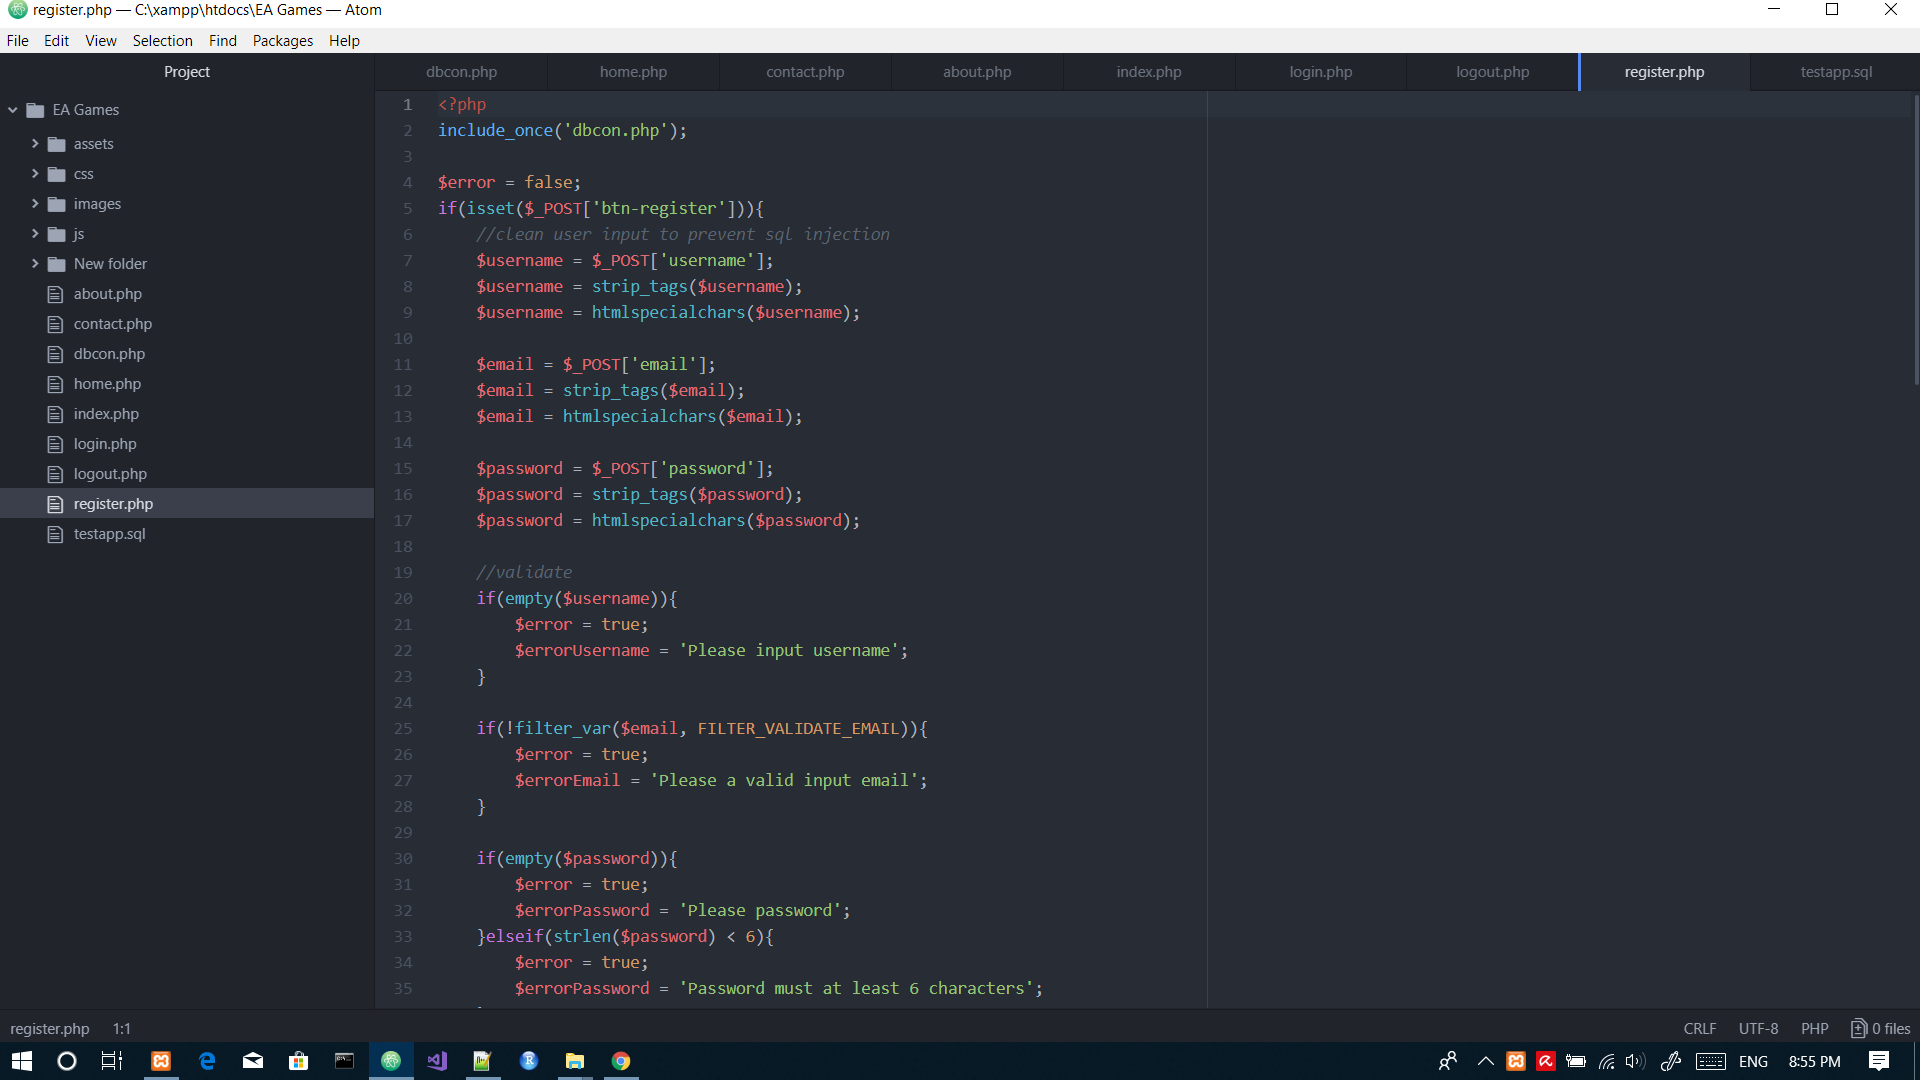 register.php — C:\xampp\htdocs\EA Games — Atom
File Edit View Selection Find Packages Help
Project
dbcon.php home.php contact.php about.php index.php login.php logout.php register.php testapp.sql
EA Games
assets
css
images
js
New folder
about.php
contact.php
dbcon.php
home.php
index.php
login.php
logout.php
register.php
testapp.sql
1 <?php
2 include_once('dbcon.php');
3
4 $error = false;
5 if(isset($_POST['btn-register'])){
6 //clean user input to prevent sql injection
7 $username = $_POST['username'];
8 $username = strip_tags($username);
9 $username = htmlspecialchars($username);
10
11 $email = $_POST['email'];
12 $email = strip_tags($email);
13 $email = htmlspecialchars($email);
14
15 $password = $_POST['password'];
16 $password = strip_tags($password);
17 $password = htmlspecialchars($password);
18
19 //validate
20 if(empty($username)){
21 $error = true;
22 $errorUsername = 'Please input username';
23 }
24
25 if(!filter_var($email, FILTER_VALIDATE_EMAIL)){
26 $error = true;
27 $errorEmail = 'Please a valid input email';
28 }
29
30 if(empty($password)){
31 $error = true;
32 $errorPassword = 'Please password';
33 }elseif(strlen($password) < 6){
34 $error = true;
35 $errorPassword = 'Password must at least 6 characters';
register.php 1:1 CRLF UTF-8 PHP 0 files
ENG 8:55 PM